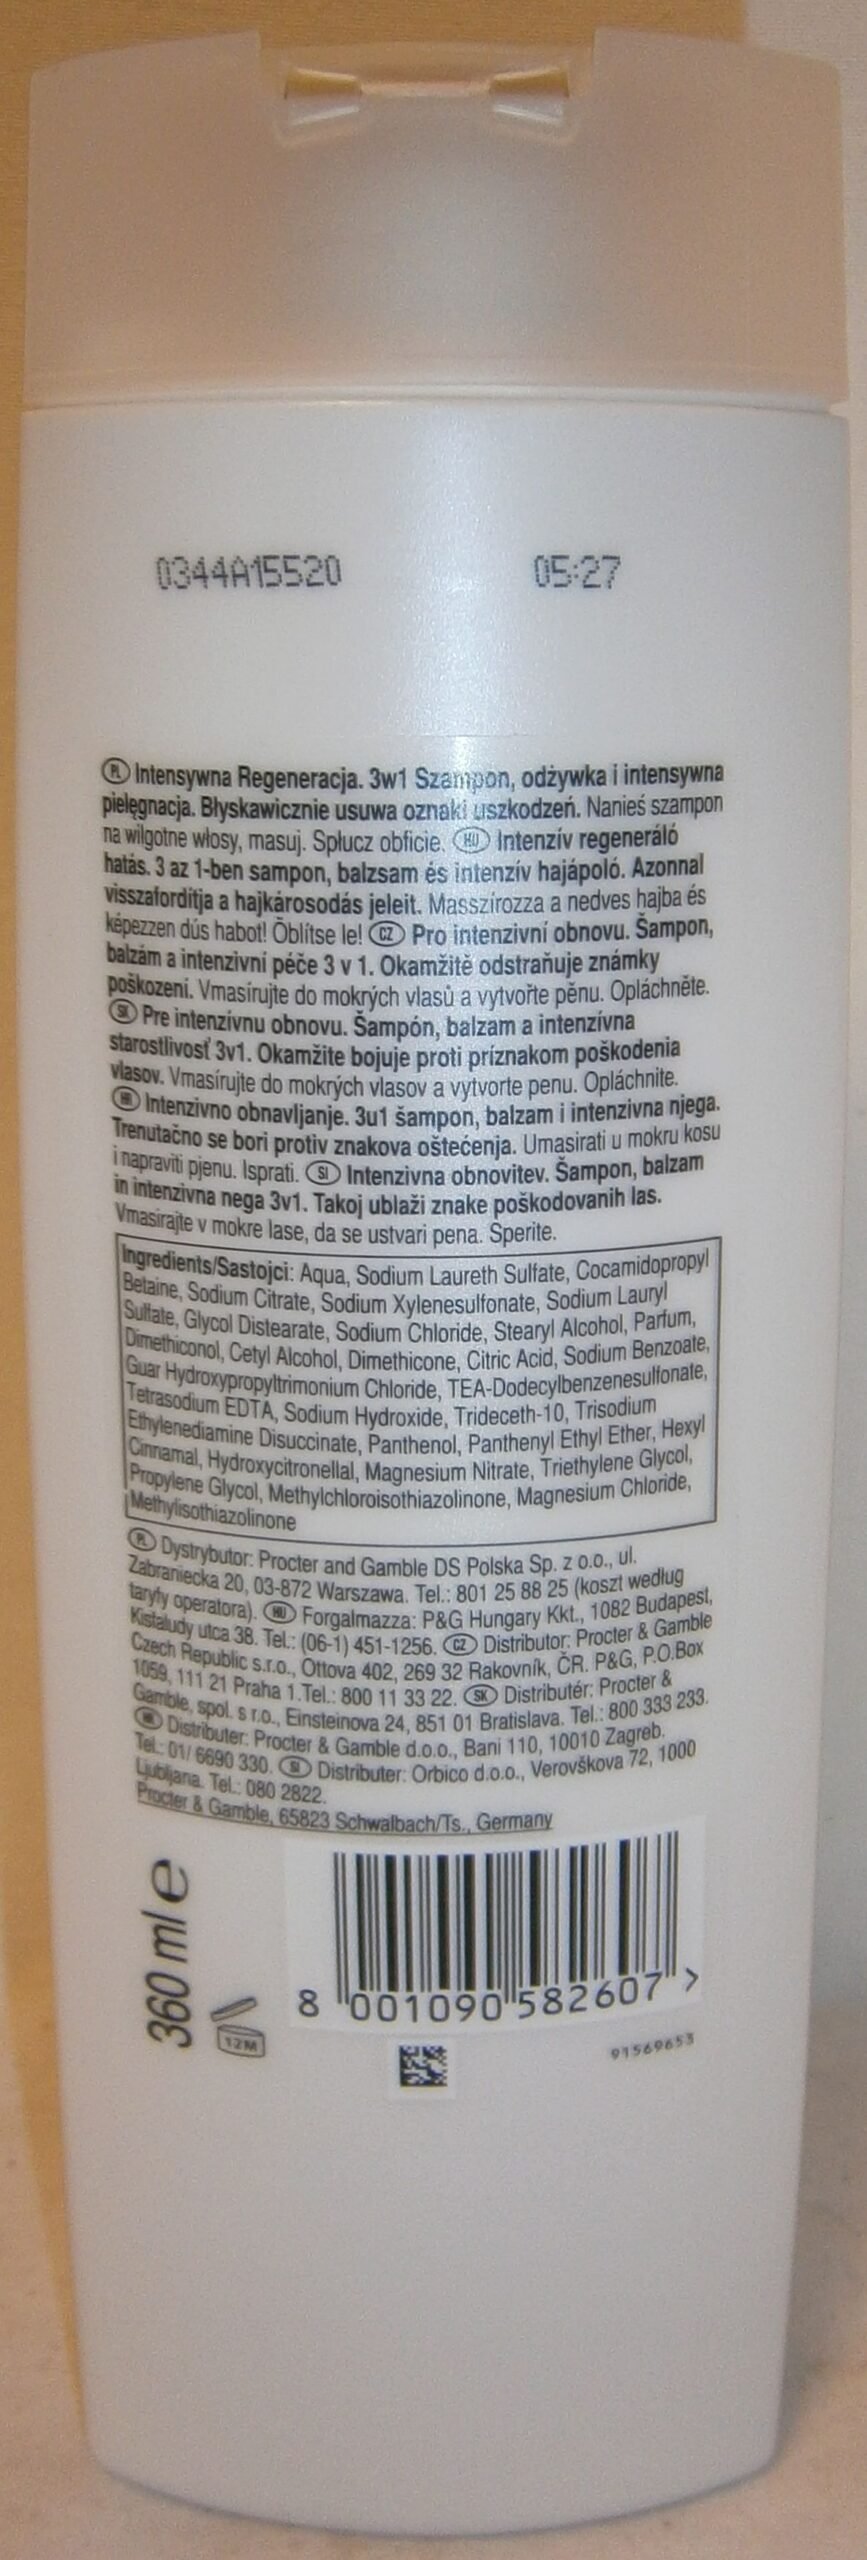 0344A15520 05:27
PL Intensywna Regeneracja. 3w1 Szampon, odżywka i intensywna
pielęgnacja. Błyskawicznie usuwa oznaki uszkodzeń. Nanieś szampon
na wilgotne włosy, masuj. Spłucz obficie. HU Intenzív regeneráló
hatás. 3 az 1-ben sampon, balzsam és intenzív hajápoló. Azonnal
visszafordítja a hajkárosodás jeleit. Masszírozza a nedves hajba és
képezzen dús habot! Öblítse le! CZ Pro intenzivní obnovu. Šampon,
balzám a intenzivní péče 3 v 1. Okamžitě odstraňuje známky
poškození. Vmasírujte do mokrých vlasů a vytvořte pěnu. Opláchněte.
SK Pre intenzívnu obnovu. Šampón, balzam a intenzívna
starostlivosť 3v1. Okamžite bojuje proti príznakom poškodenia
vlasov. Vmasírujte do mokrých vlasov a vytvorte penu. Opláchnite.
HR Intenzivno obnavljanje. 3u1 šampon, balzam i intenzivna njega.
Trenutačno se bori protiv znakova oštećenja. Umasirati u mokru kosu
i napraviti pjenu. Isprati. SI Intenzivna obnovitev. Šampon, balzam
in intenzivna nega 3v1. Takoj ublaži znake poškodovanih las.
Vmasirajte v mokre lase, da se ustvari pena. Sperite.
Ingredients/Sastojci: Aqua, Sodium Laureth Sulfate, Cocamidopropyl
Betaine, Sodium Citrate, Sodium Xylenesulfonate, Sodium Lauryl
Sulfate, Glycol Distearate, Sodium Chloride, Stearyl Alcohol, Parfum,
Dimethiconol, Cetyl Alcohol, Dimethicone, Citric Acid, Sodium Benzoate,
Guar Hydroxypropyltrimonium Chloride, TEA-Dodecylbenzenesulfonate,
Tetrasodium EDTA, Sodium Hydroxide, Trideceth-10, Trisodium
Ethylenediamine Disuccinate, Panthenol, Panthenyl Ethyl Ether, Hexyl
Cinnamal, Hydroxycitronellal, Magnesium Nitrate, Triethylene Glycol,
Propylene Glycol, Methylchloroisothiazolinone, Magnesium Chloride,
Methylisothiazolinone
PL Dystrybutor: Procter and Gamble DS Polska Sp. z o.o., ul.
Zabraniecka 20, 03-872 Warszawa. Tel.: 801 25 88 25 (koszt według
taryfy operatora). HU Forgalmazza: P&G Hungary Kkt., 1082 Budapest,
Kisfaludy utca 38. Tel.: (06-1) 451-1256. CZ Distributor: Procter & Gamble
Czech Republic s.r.o., Ottova 402, 269 32 Rakovník, ČR. P&G, P.O.Box
1059, 111 21 Praha 1.Tel.: 800 11 33 22. SK Distribútér: Procter &
Gamble, spol. s r.o., Einsteinova 24, 851 01 Bratislava. Tel.: 800 333 233.
HR Distributer: Procter & Gamble d.o.o., Bani 110, 10010 Zagreb.
Tel.: 01/ 6690 330. SI Distributer: Orbico d.o.o., Verovškova 72, 1000
Ljubljana. Tel.: 080 2822.
Procter & Gamble, 65823 Schwalbach/Ts., Germany
360 ml e
12M
8 001090 582607 >
91569653